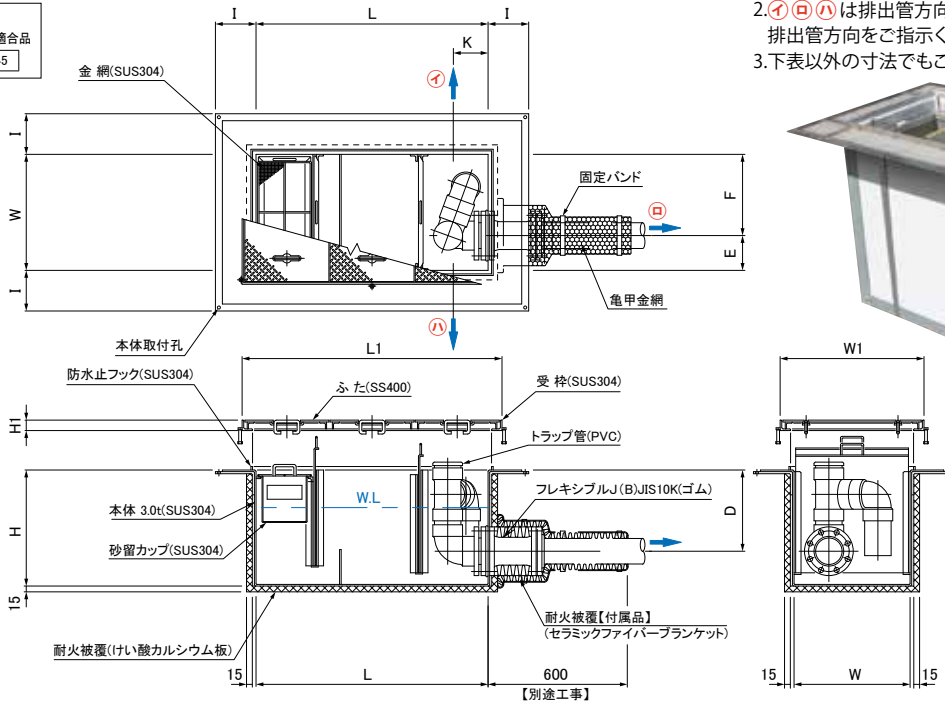 適合品
5
2.㋑㋺㋩は排出管方向
排出管方向をご指示く
3.下表以外の寸法でもご
I
L
I
K
金 網(SUS304)
㋑
I
W
I
固定バンド
㋺
F
E
亀甲金網
㋩
本体取付孔
L1
防水止フック(SUS304)
ふ た(SS400)
受 枠(SUS304)
W1
H1
トラップ管(PVC)
W.L
フレキシブルJ(B)JIS10K(ゴム)
本体 3.0t(SUS304)
砂留カップ(SUS304)
H
D
15
耐火被覆【付属品】
(セラミックファイバーブランケット)
耐火被覆(けい酸カルシウム板)
15
L
600
【別途工事】
15
W
15